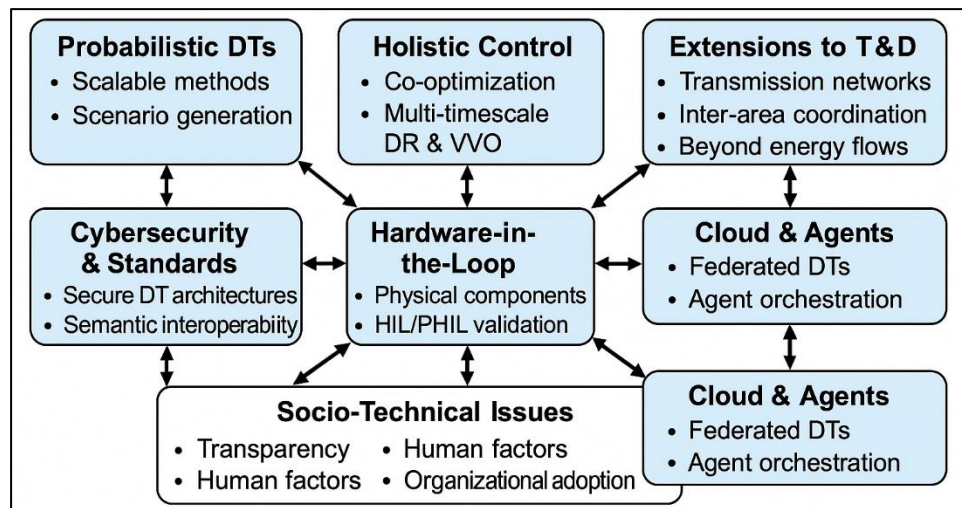 Probabilistic DTs
• Scalable methods
• Scenario generation
Holistic Control
• Co-optimization
• Multi-timescale
DR & VVO
Extensions to T&D
• Transmission networks
• Inter-area coordination
• Beyond energy flows
Cybersecurity
& Standards
• Secure DT architectures
• Semantic interoperabiity
Hardware-in-
the-Loop
• Physical components
• HIL/PHIL validation
Cloud & Agents
• Federated DTs
• Agent orchestration
Socio-Technical Issues
• Transparency • Human factors
• Human factors • Organizational adoption
Cloud & Agents
• Federated DTs
• Agent orchestration